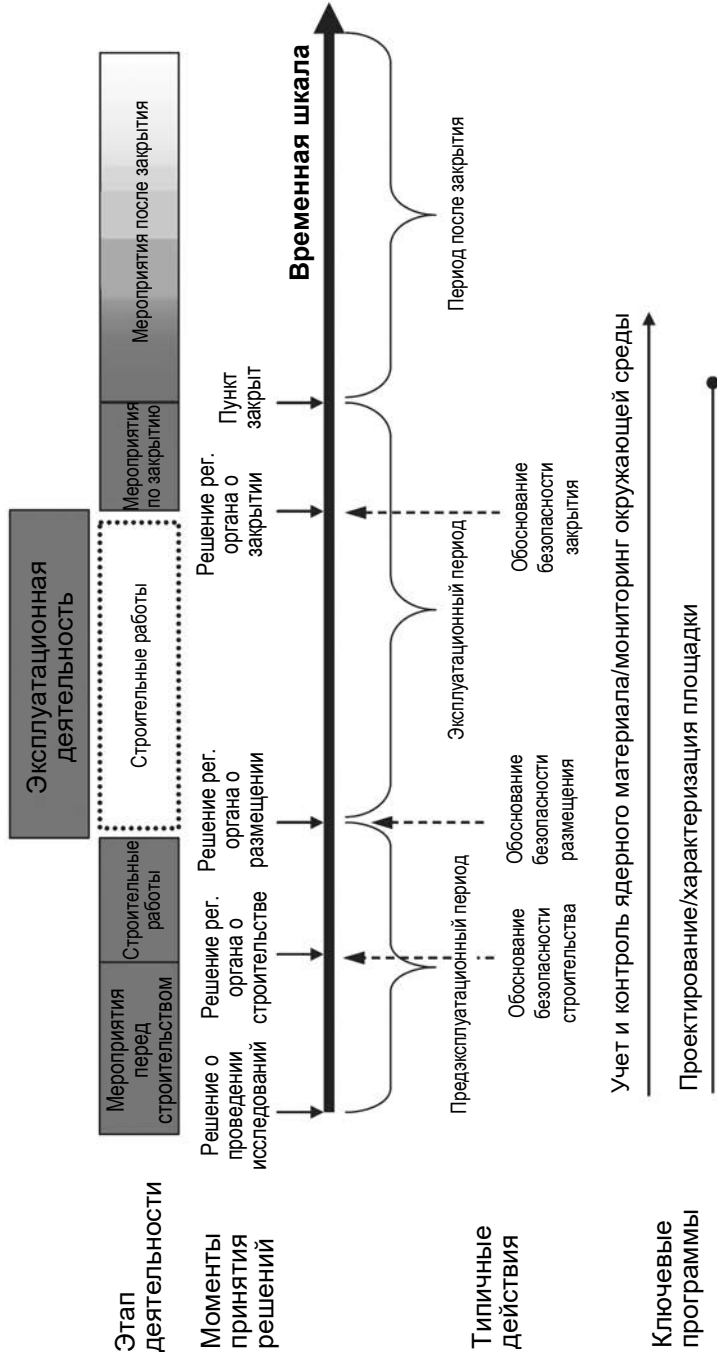 Этап
деятельности
Эксплуатационная
деятельность
Мероприятия
перед
строительством
Строительные
работы
Строительные работы
Мероприятия
по закрытию
Мероприятия после закрытия
Моменты
принятия
решений
Решение о
проведении
исследований
Решение рег.
органа о
строительстве
Решение рег.
органа о
размещении
Решение рег.
органа о
закрытии
Пункт
закрыт
Временная шкала
Типичные
действия
Предэксплуатационный период
Эксплуатационный период
Период после закрытия
Обоснование
безопасности
строительства
Обоснование
безопасности
размещения
Обоснование
безопасности
закрытия
Ключевые
программы
Учет и контроль ядерного материала/мониторинг окружающей среды
Проектирование/характеризация площадки